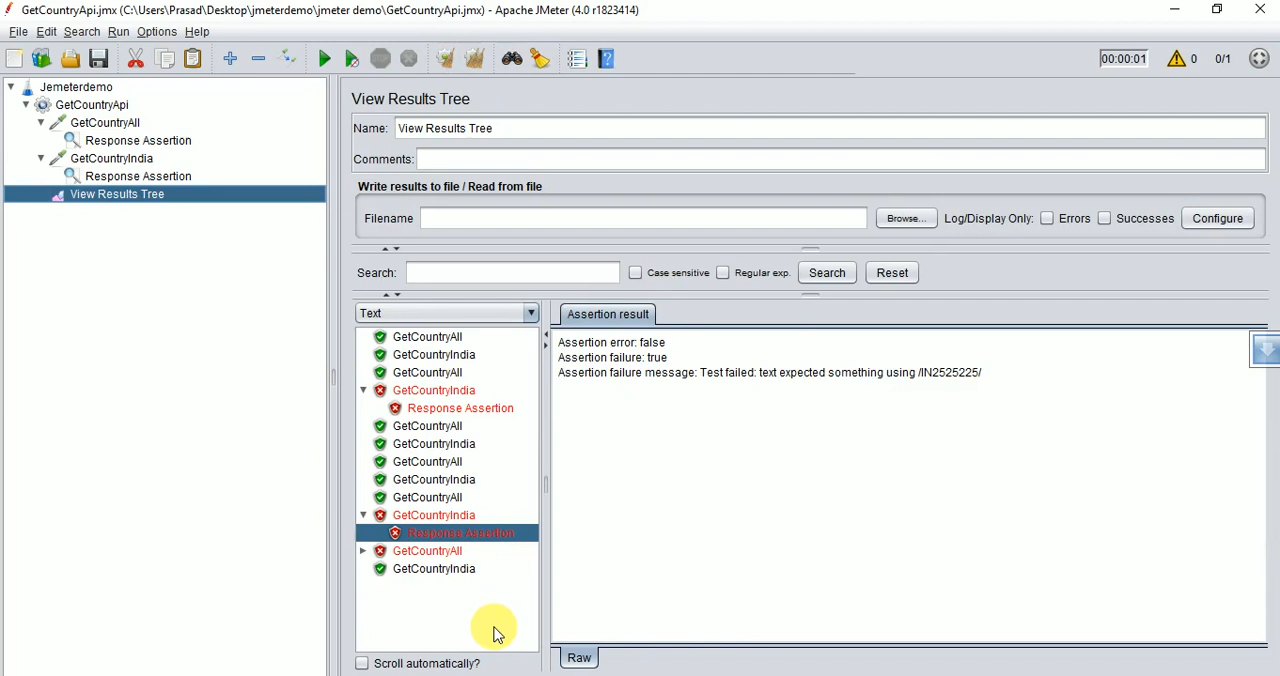 GetCountryApi.jmx (C:\Users\Prasad\Desktop\jmeterdemo\jmeter demo\GetCountryApi.jmx) - Apache JMeter (4.0 r1823414)
File Edit Search Run Options Help
00:00:01 0 0/1
Jemeterdemo
GetCountryApi
GetCountryAll
Response Assertion
GetCountryIndia
Response Assertion
View Results Tree
View Results Tree
Name: View Results Tree
Comments:
Write results to file / Read from file
Filename Browse... Log/Display Only: Errors Successes Configure
Search: Case sensitive Regular exp. Search Reset
Text
GetCountryAll
GetCountryIndia
GetCountryAll
GetCountryIndia
Response Assertion
GetCountryAll
GetCountryIndia
GetCountryAll
GetCountryIndia
GetCountryAll
GetCountryIndia
Response Assertion
GetCountryAll
GetCountryIndia
Scroll automatically?
Assertion result
Assertion error: false
Assertion failure: true
Assertion failure message: Test failed: text expected something using /IN2525225/
Raw